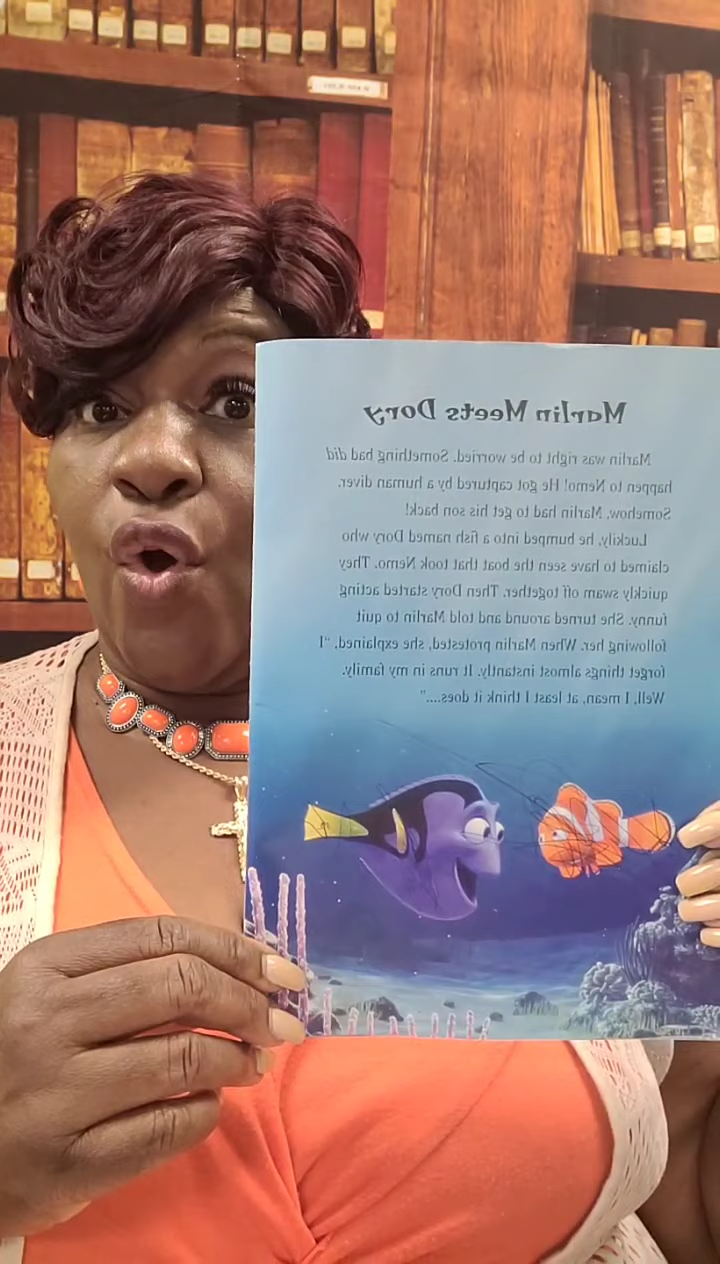 Marlin Meets Dory
Marlin was right to be worried. Something had did
happen to Nemo! He got captured by a human diver.
Somehow, Marlin had to get his son back!
Luckily, he bumped into a fish named Dory who
claimed to have seen the boat that took Nemo. They
quickly swam off together. Then Dory started acting
funny. She turned around and told Marlin to quit
following her. When Marlin protested, she explained, "I
forget things almost instantly. It runs in my family.
Well, I mean, at least I think it does...."